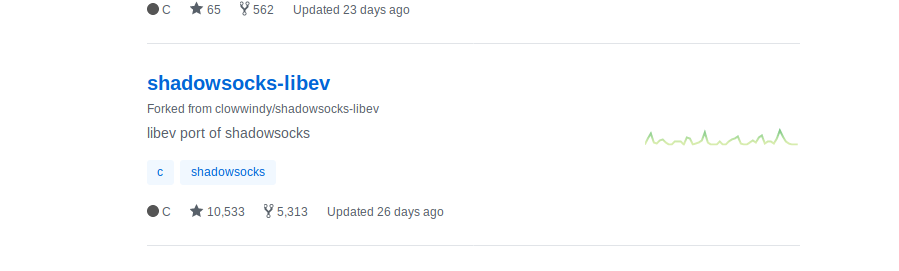 C 65 562 Updated 23 days ago
shadowsocks-libev
Forked from clowwindy/shadowsocks-libev
libev port of shadowsocks
c shadowsocks
C 10,533 5,313 Updated 26 days ago